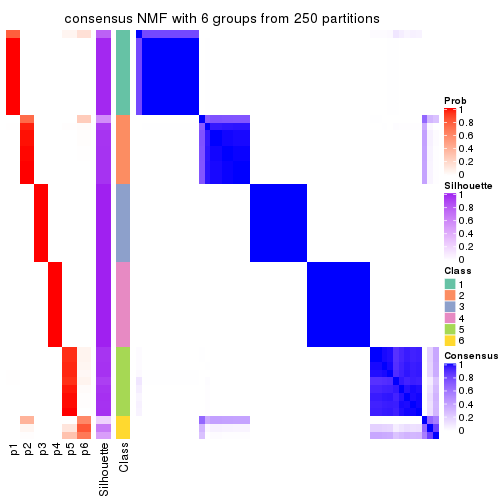 consensus NMF with 6 groups from 250 partitions
Prob
1
0.8
0.6
0.4
0.2
0
Silhouette
1
0.8
0.6
0.4
0.2
0
Class
1
2
3
4
5
6
Consensus
1
0.8
0.6
0.4
0.2
0
p1
p2
p3
p4
p5
p6
Silhouette
Class